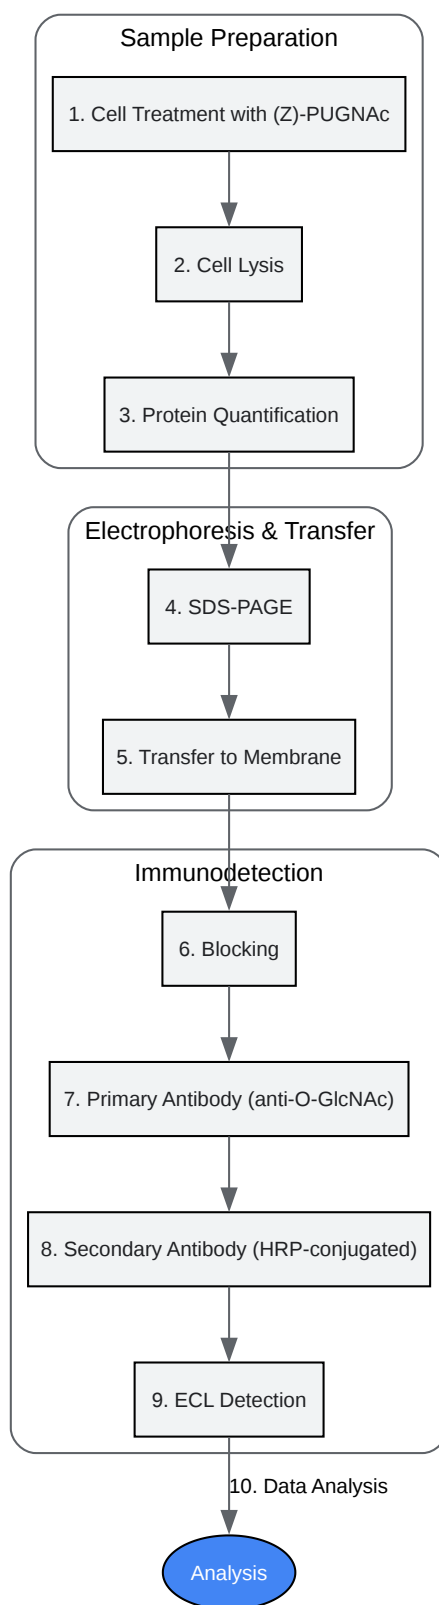 Sample Preparation
1. Cell Treatment with (Z)-PUGNAc
2. Cell Lysis
3. Protein Quantification
Electrophoresis & Transfer
4. SDS-PAGE
5. Transfer to Membrane
Immunodetection
6. Blocking
7. Primary Antibody (anti-O-GlcNAc)
8. Secondary Antibody (HRP-conjugated)
9. ECL Detection
10. Data Analysis
Analysis